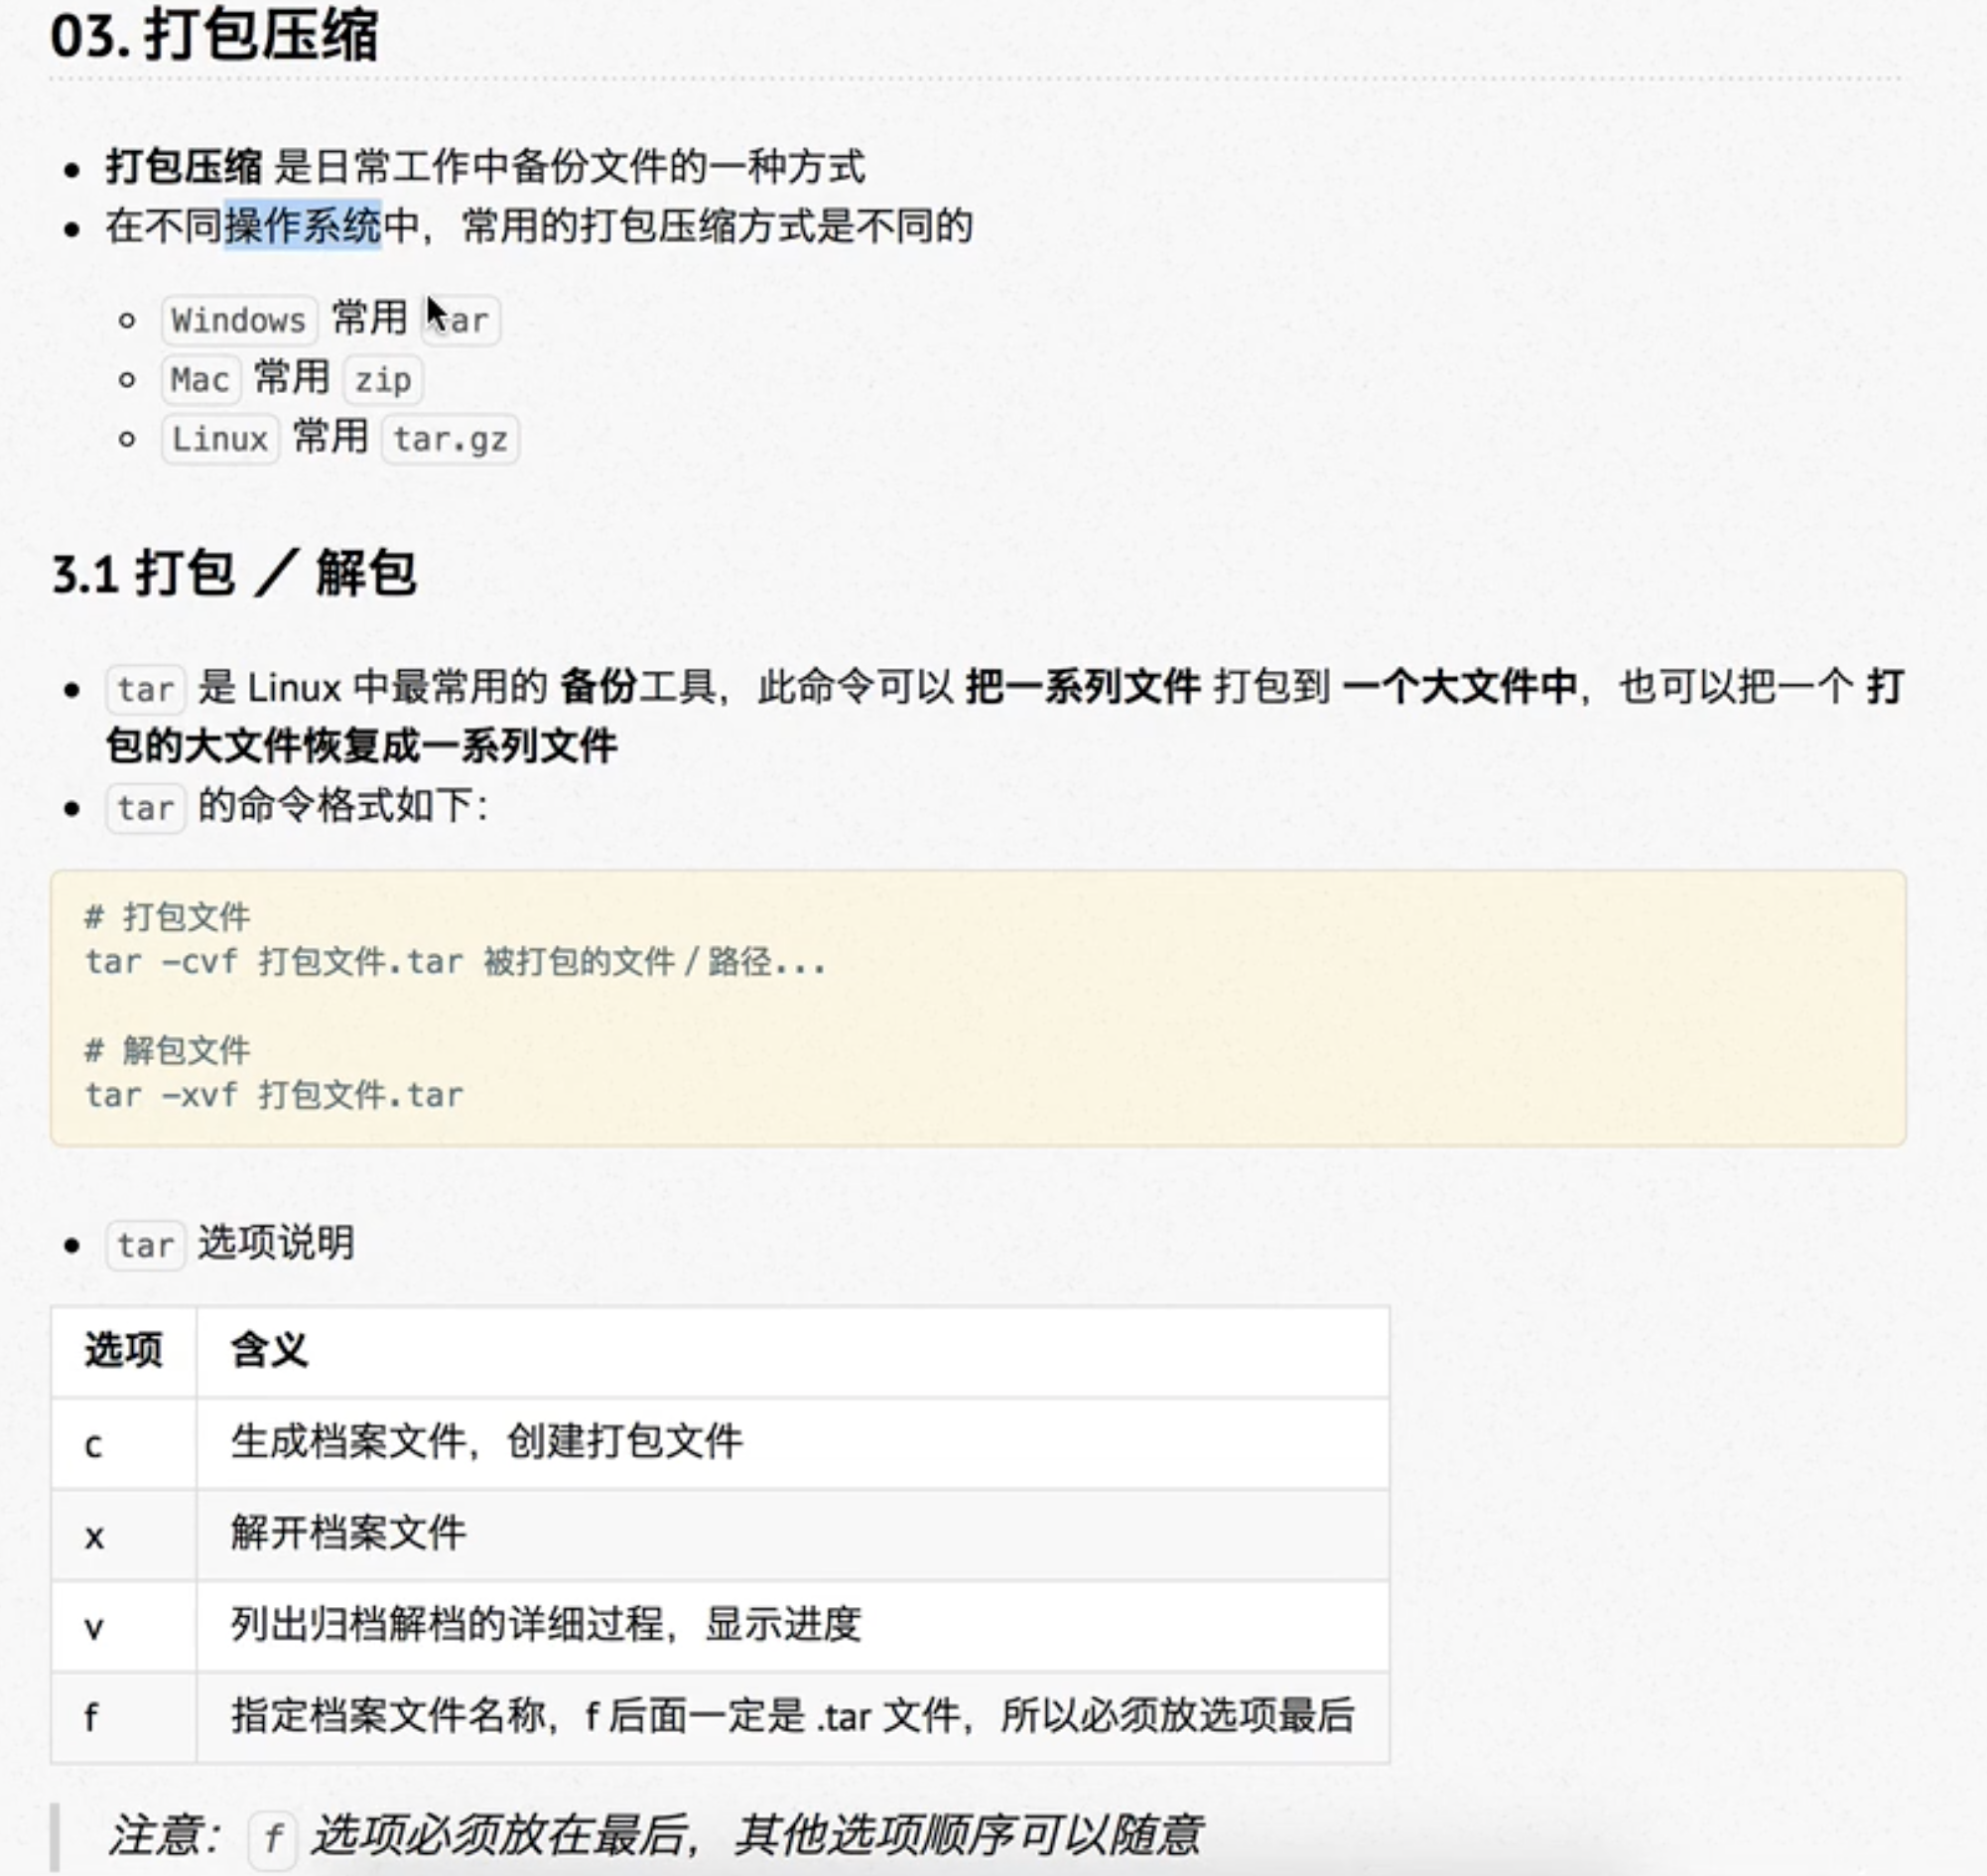 03. 打包压缩
打包压缩 是日常工作中备份文件的一种方式
在不同操作系统中，常用的打包压缩方式是不同的
Windows 常用
Mac 常用 zip
Linux 常用 tar.gz
3.1 打包 ／ 解包
tar 是 Linux 中最常用的 备份工具，此命令可以 把一系列文件 打包到 一个大文件中，也可以把一个 打
包的大文件恢复成一系列文件
tar 的命令格式如下：
# 打包文件
tar -cvf 打包文件.tar 被打包的文件／路径...
# 解包文件
tar -xvf 打包文件.tar
tar 选项说明
选项 含义
c 生成档案文件，创建打包文件
x 解开档案文件
v 列出归档解档的详细过程，显示进度
f 指定档案文件名称，f 后面一定是 .tar 文件，所以必须放选项最后
注意： f 选项必须放在最后，其他选项顺序可以随意